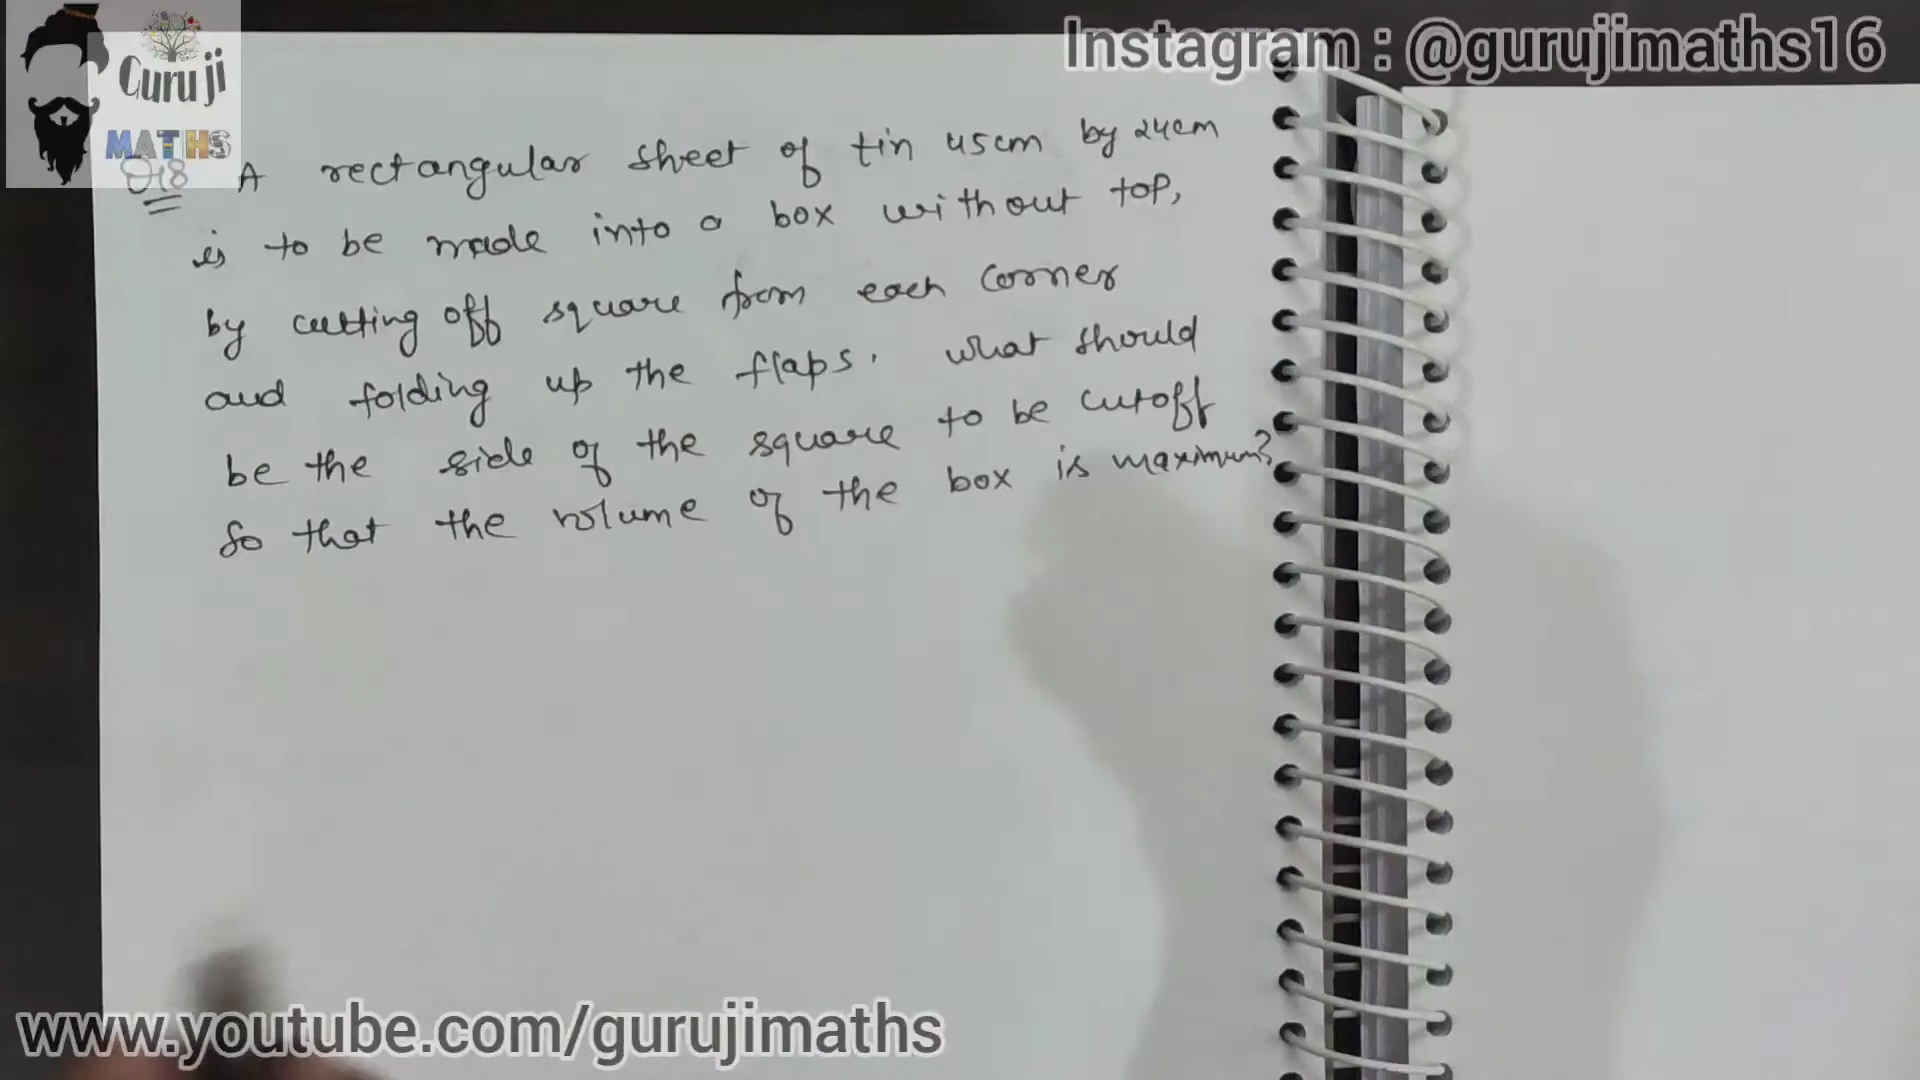 Instagram : @gurujimaths16
Guru ji
MATHS
Q18 A rectangular sheet of tin 45cm by 24cm
is to be made into a box without top,
by cutting off square from each corner
and folding up the flaps. what should
be the side of the square to be cutoff
so that the volume of the box is maximum?
www.youtube.com/gurujimaths